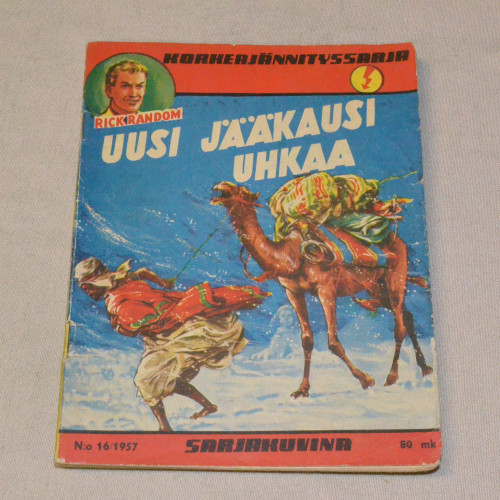 KORKEAJÄNNITYSSARJA
RICK RANDOM
UUSI JÄÄKAUSI
UHKAA
N:o 16 1957
SARJAKUVINA
80 mk